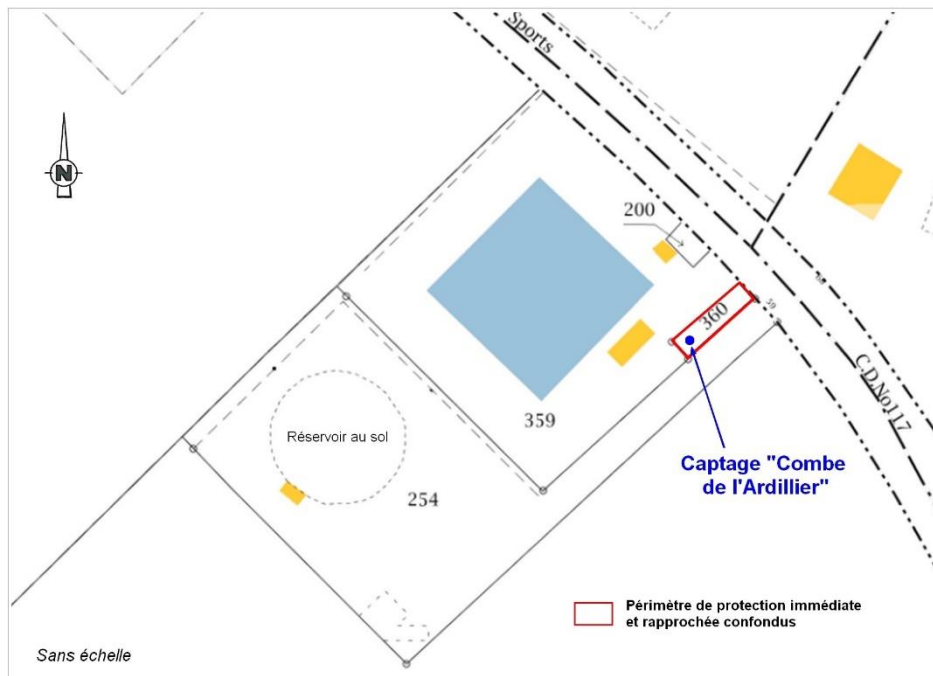 Sports
N
200
360
59
C.D.No117
359
Réservoir au sol
254
Captage "Combe
de l'Ardillier"
Périmètre de protection immédiate
et rapprochée confondus
Sans échelle